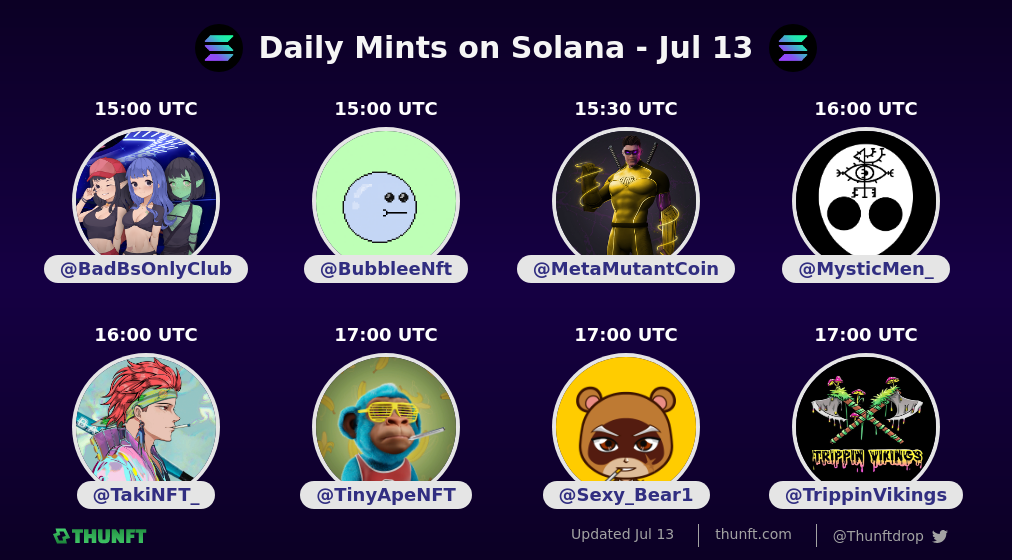 Daily Mints on Solana - Jul 13
15:00 UTC
@BadBsOnlyClub
15:00 UTC
@BubbleeNft
15:30 UTC
@MetaMutantCoin
16:00 UTC
@MysticMen_
16:00 UTC
@TakiNFT_
17:00 UTC
@TinyApeNFT
17:00 UTC
@Sexy_Bear1
17:00 UTC
TRIPPIN VIKINGS
@TrippinVikings
THUNFT
Updated Jul 13
thunft.com
@Thunftdrop